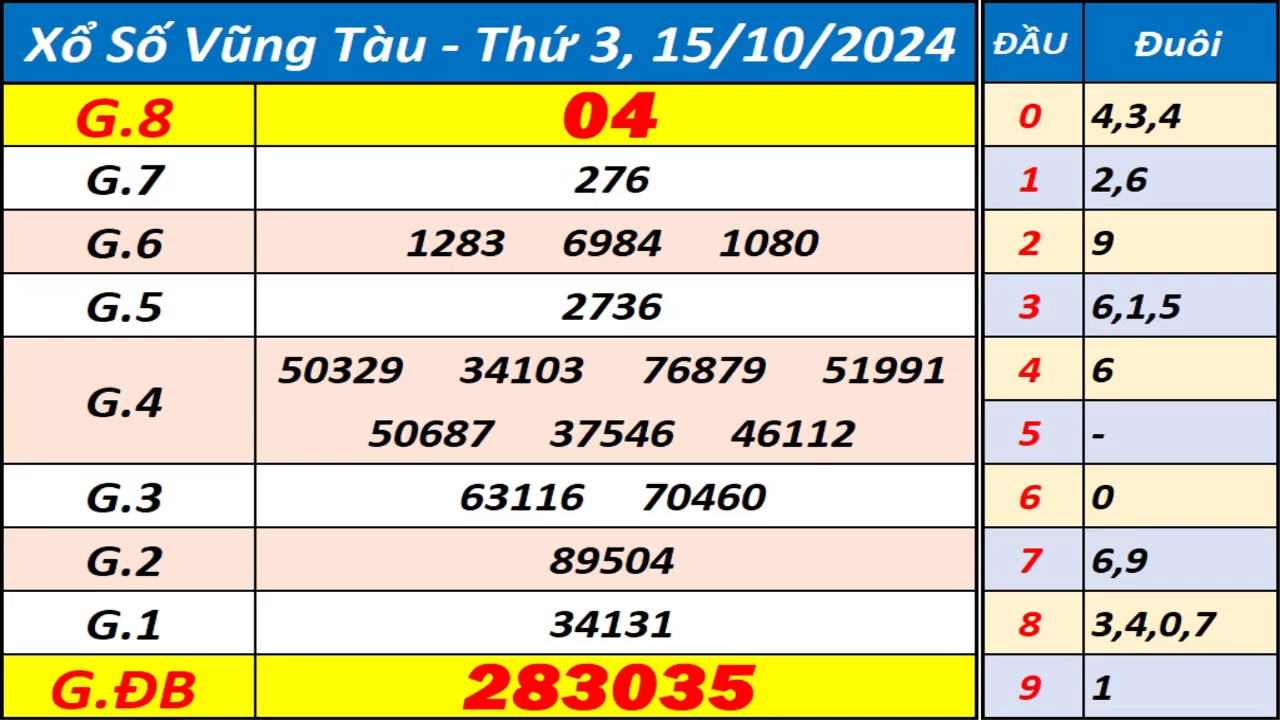 Xổ Số Vũng Tàu - Thứ 3, 15/10/2024
G.8 04
G.7 276
G.6 1283 6984 1080
G.5 2736
G.4 50329 34103 76879 51991
50687 37546 46112
G.3 63116 70460
G.2 89504
G.1 34131
G.ĐB 283035
ĐẦU Đuôi
0 4,3,4
1 2,6
2 9
3 6,1,5
4 6
5 -
6 0
7 6,9
8 3,4,0,7
9 1